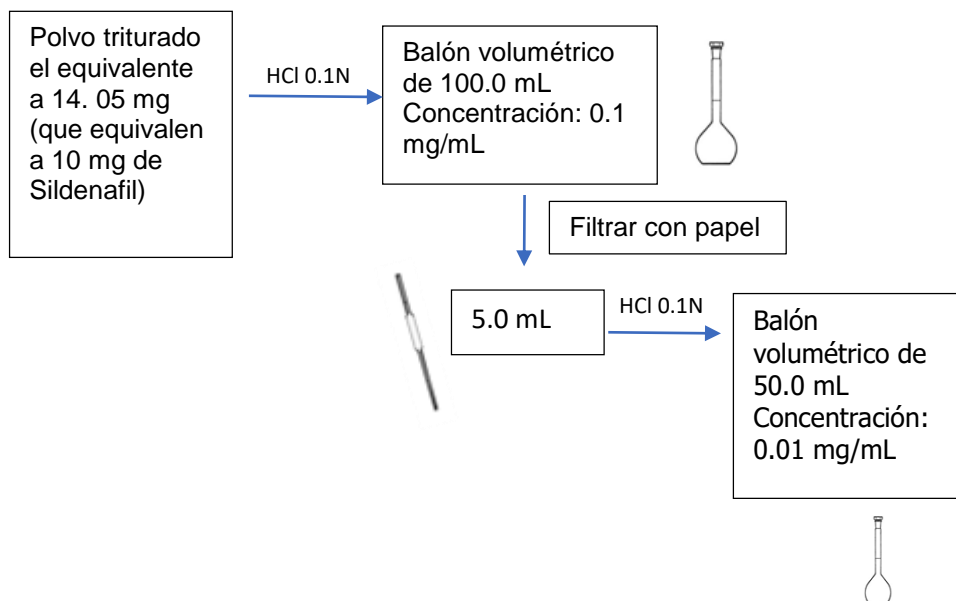 Polvo triturado
el equivalente
a 14. 05 mg
(que equivalen
a 10 mg de
Sildenafil)
HCl 0.1N
Balón volumétrico
de 100.0 mL
Concentración: 0.1
mg/mL
Filtrar con papel
5.0 mL
HCl 0.1N
Balón
volumétrico de
50.0 mL
Concentración:
0.01 mg/mL